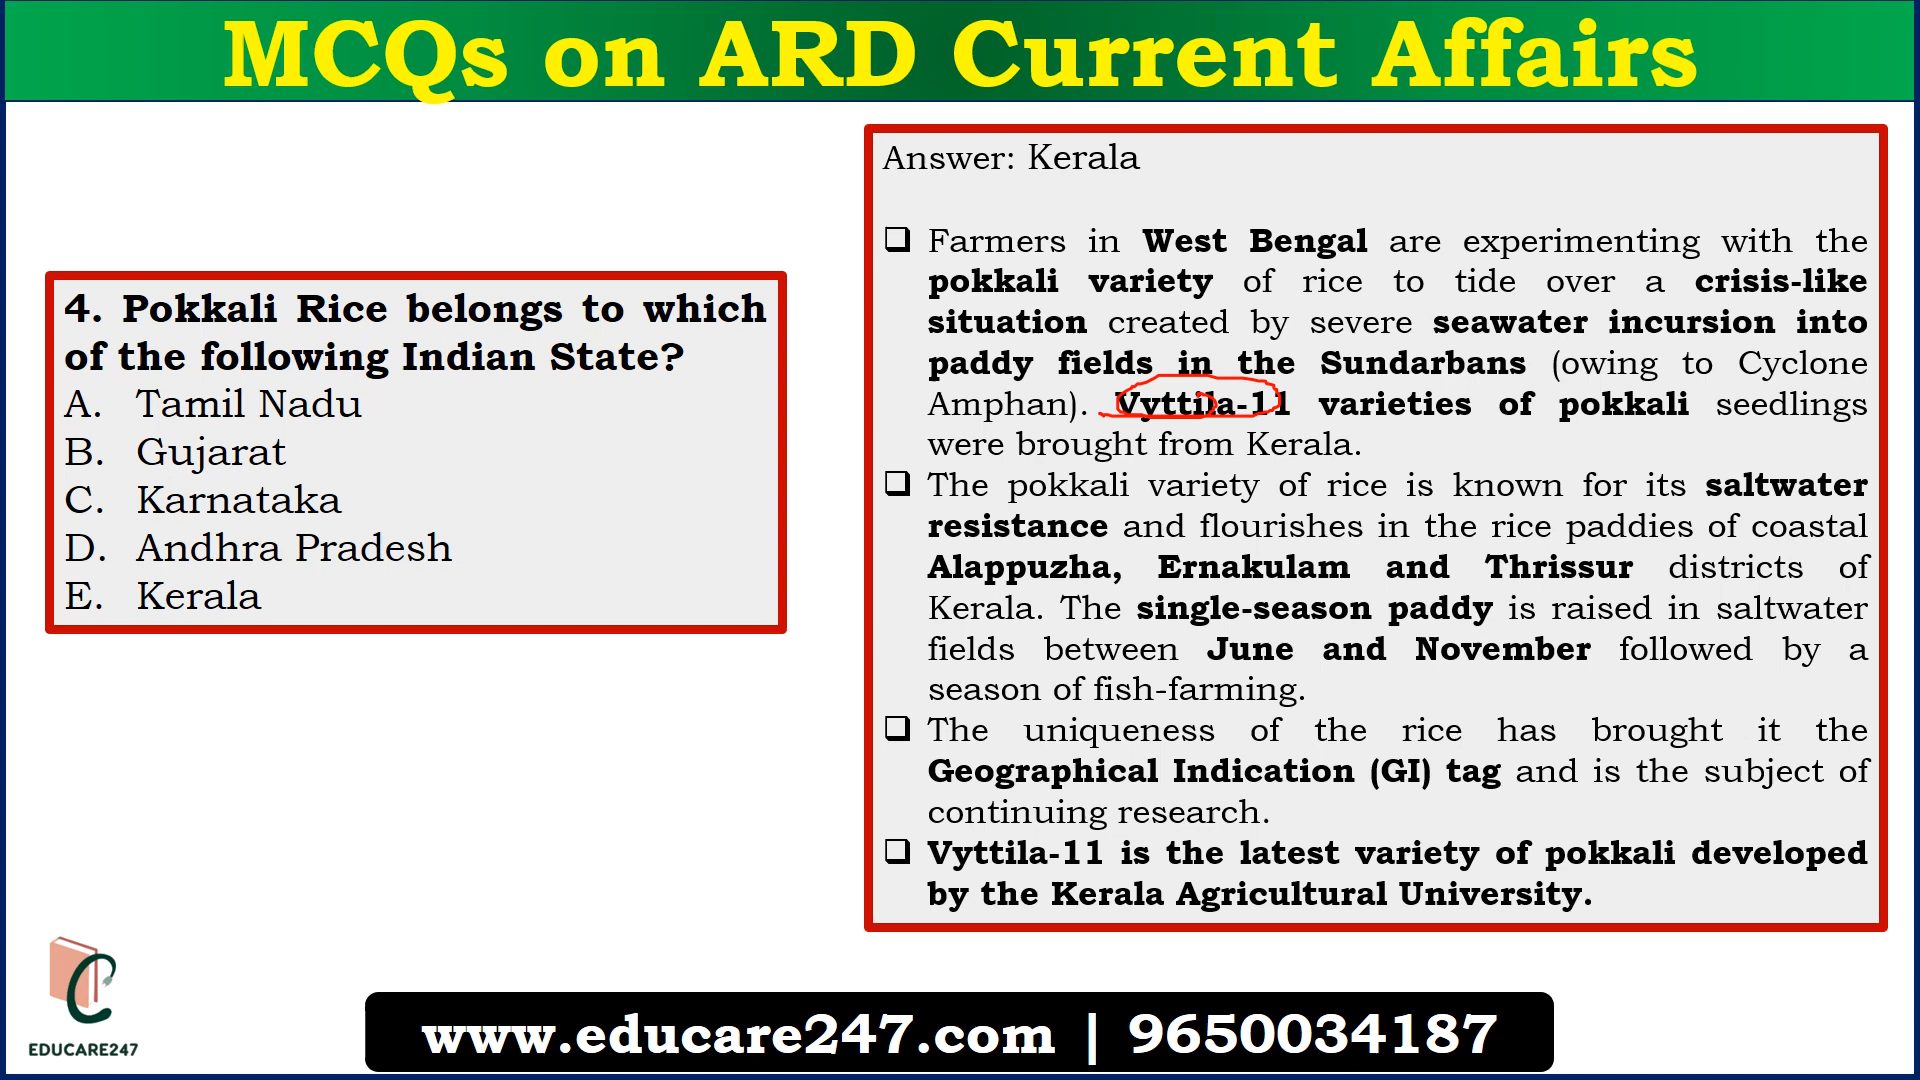 MCQs on ARD Current Affairs
4. Pokkali Rice belongs to which
of the following Indian State?
A. Tamil Nadu
B. Gujarat
C. Karnataka
D. Andhra Pradesh
E. Kerala
Answer: Kerala
Farmers in West Bengal are experimenting with the
pokkali variety of rice to tide over a crisis-like
situation created by severe seawater incursion into
paddy fields in the Sundarbans (owing to Cyclone
Amphan). Vyttila-11 varieties of pokkali seedlings
were brought from Kerala.
The pokkali variety of rice is known for its saltwater
resistance and flourishes in the rice paddies of coastal
Alappuzha, Ernakulam and Thrissur districts of
Kerala. The single-season paddy is raised in saltwater
fields between June and November followed by a
season of fish-farming.
The uniqueness of the rice has brought it the
Geographical Indication (GI) tag and is the subject of
continuing research.
Vyttila-11 is the latest variety of pokkali developed
by the Kerala Agricultural University.
EDUCARE247
www.educare247.com | 9650034187